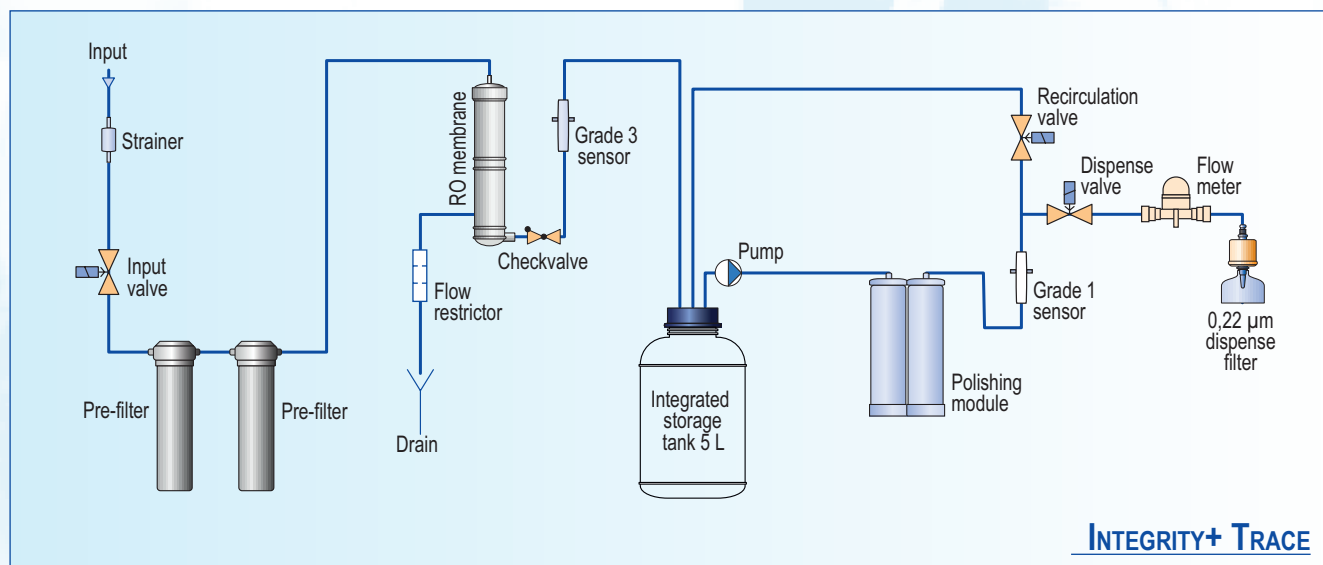 Input
Strainer
Input
valve
Pre-filter
Pre-filter
RO membrane
Flow
restrictor
Drain
Checkvalve
Grade 3
sensor
Integrated
storage
tank 5 L
Pump
Polishing
module
Grade 1
sensor
Recirculation
valve
Dispense
valve
Flow
meter
0,22 µm
dispense
filter
INTEGRITY+ TRACE